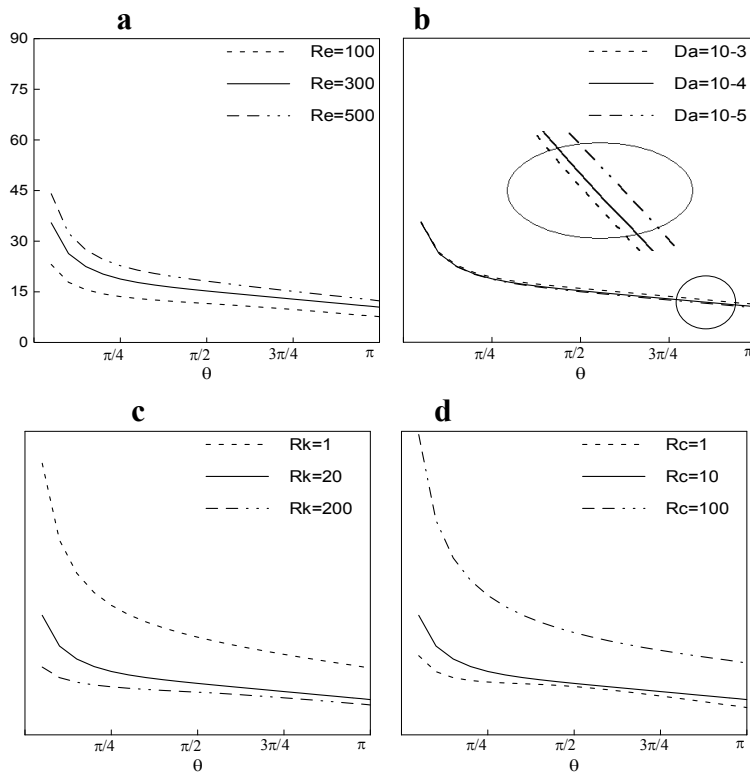 a
b
90
75
60
45
30
15
0
Re=100
Re=300
Re=500
Da=10-3
Da=10-4
Da=10-5
π/4
π/2
3π/4
π
θ
π/4
π/2
3π/4
π
θ
c
d
Rk=1
Rk=20
Rk=200
Rc=1
Rc=10
Rc=100
π/4
π/2
3π/4
π
θ
π/4
π/2
3π/4
π
θ